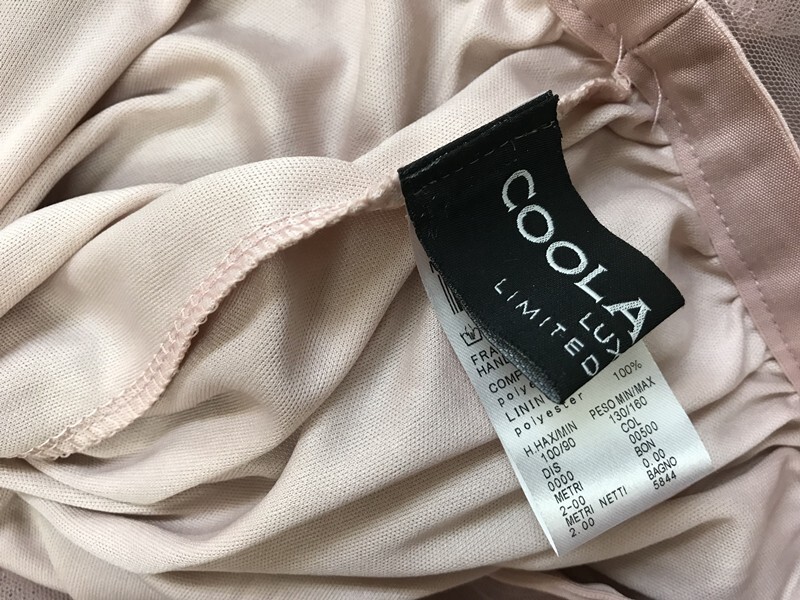 COOLA
LUX
LIMITED
FRA
HAND
COMP
polye
LININ
polyester 100%
H.HAX/MIN PESO MIN/MAX
100/90 130/160
DIS COL
0000 00500
METRI BON
2-00 0.00
METRI NETTI BAGNO
2.00 5844